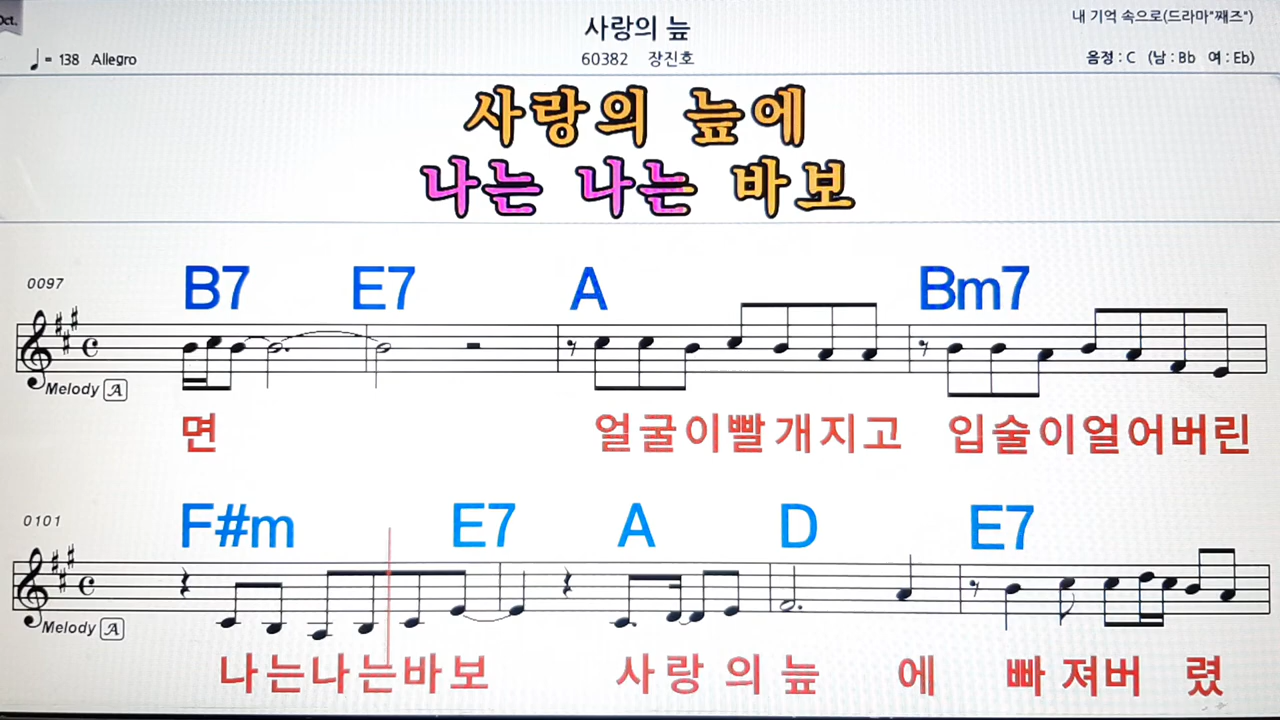 Oct.
사랑의 늪
내 기억 속으로(드라마"째즈")
♩= 138 Allegro
60382 장진호
음정 : C (남 : Bb 여 : Eb)
사랑의 늪에
나는 나는 바보
B7 E7 A Bm7
0097
Melody A
면 얼굴이빨개지고 입술이얼어버린
F#m E7 A D E7
0101
Melody A
나는나는바보 사랑의늪 에 빠져버 렸